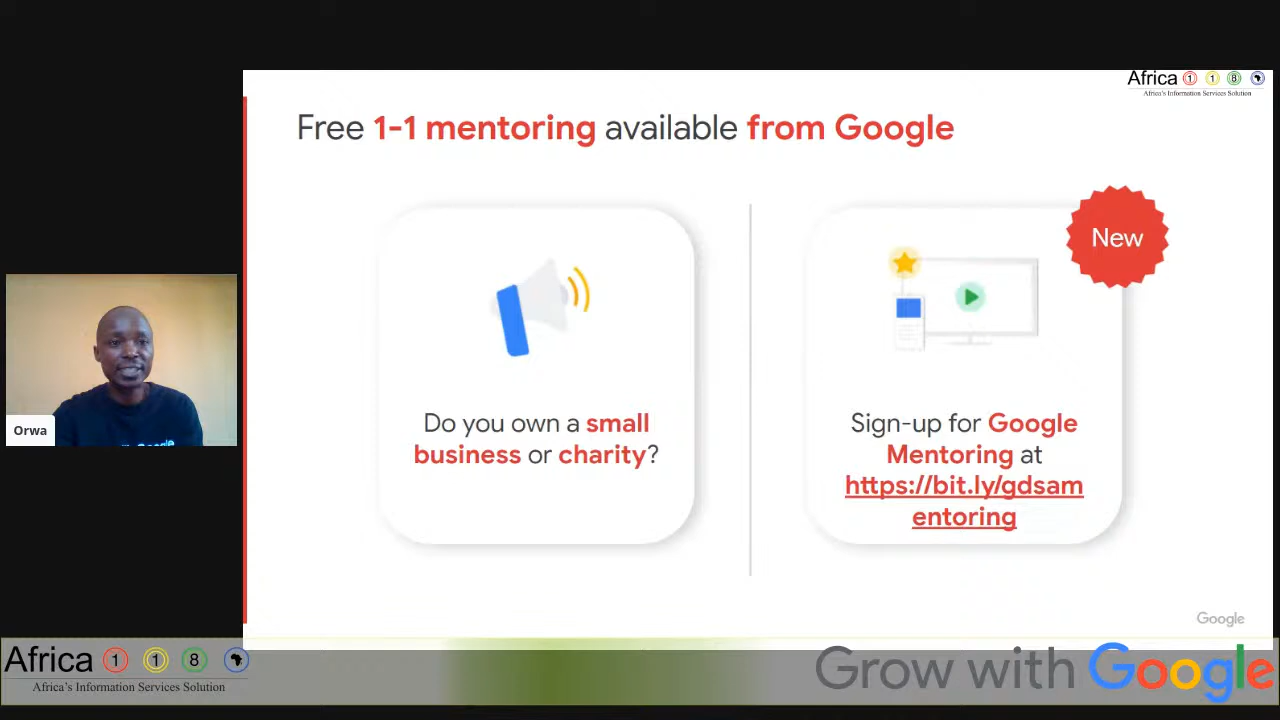 Africa 1 1 8
Africa's Information Services Solution
Free 1-1 mentoring available from Google
New
Do you own a small
business or charity?
Sign-up for Google
Mentoring at
https://bit.ly/gdsam
entoring
Orwa
Google
Google
Africa 1 1 8
Africa's Information Services Solution
Grow with Google